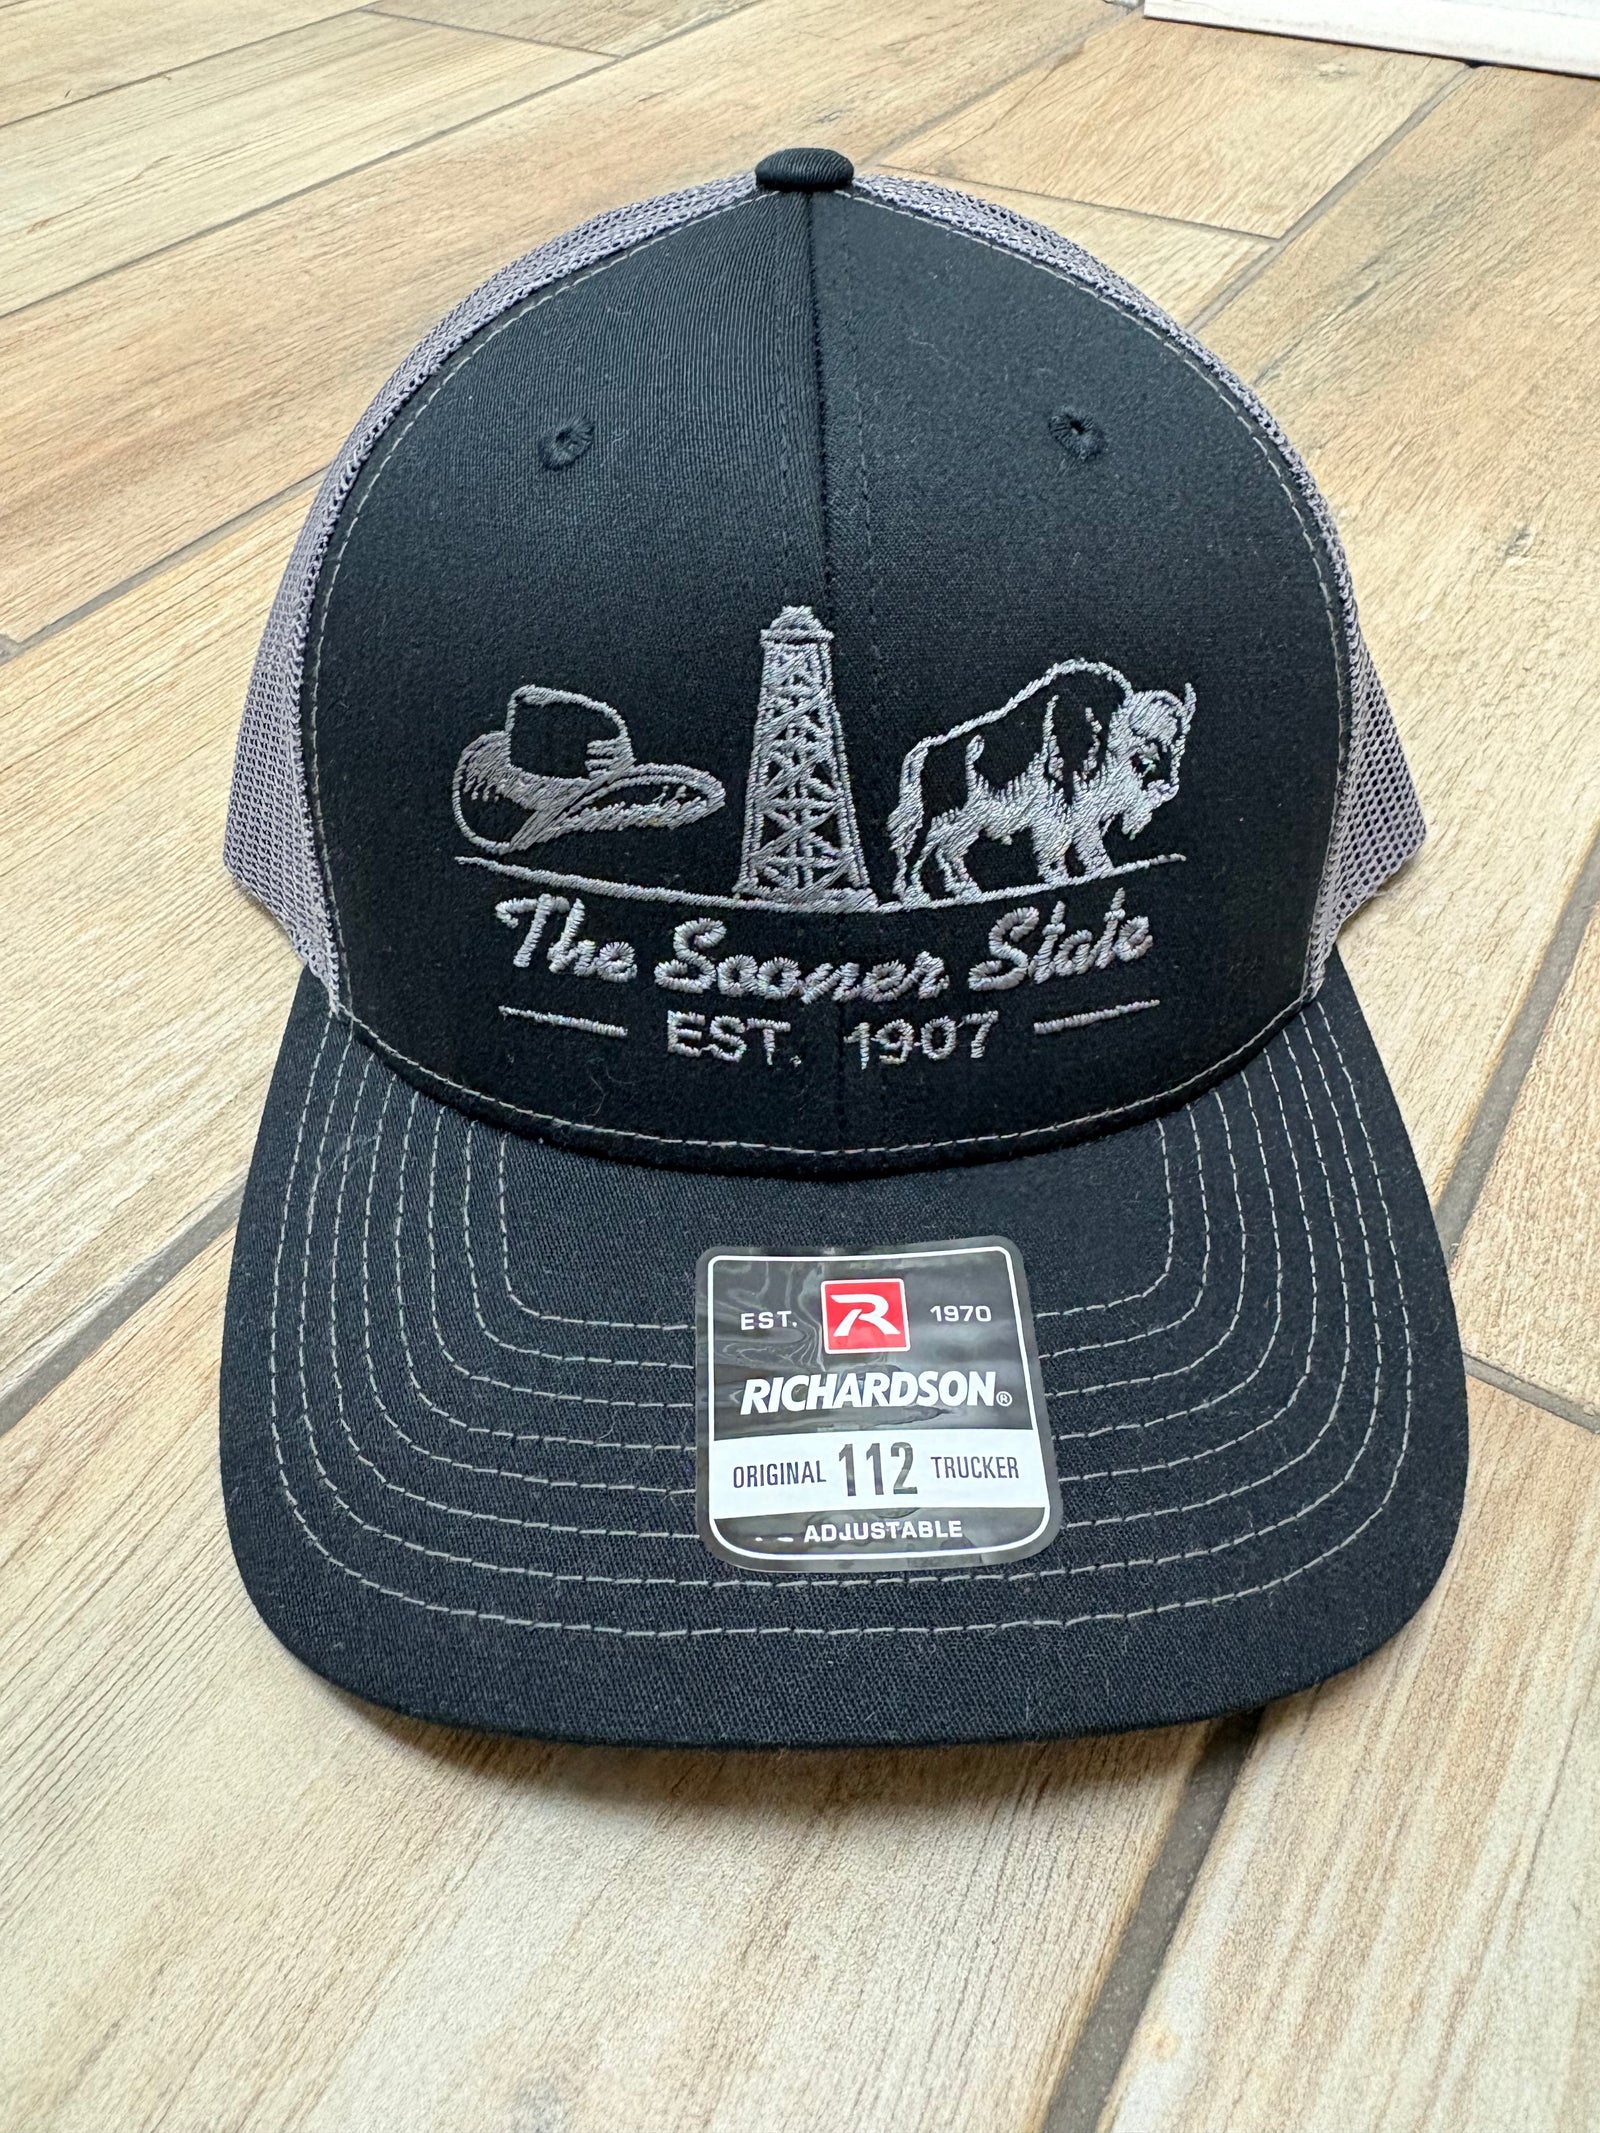 The Sooner State
EST. 1907
EST. R 1970
RICHARDSON®
ORIGINAL 112 TRUCKER
ADJUSTABLE